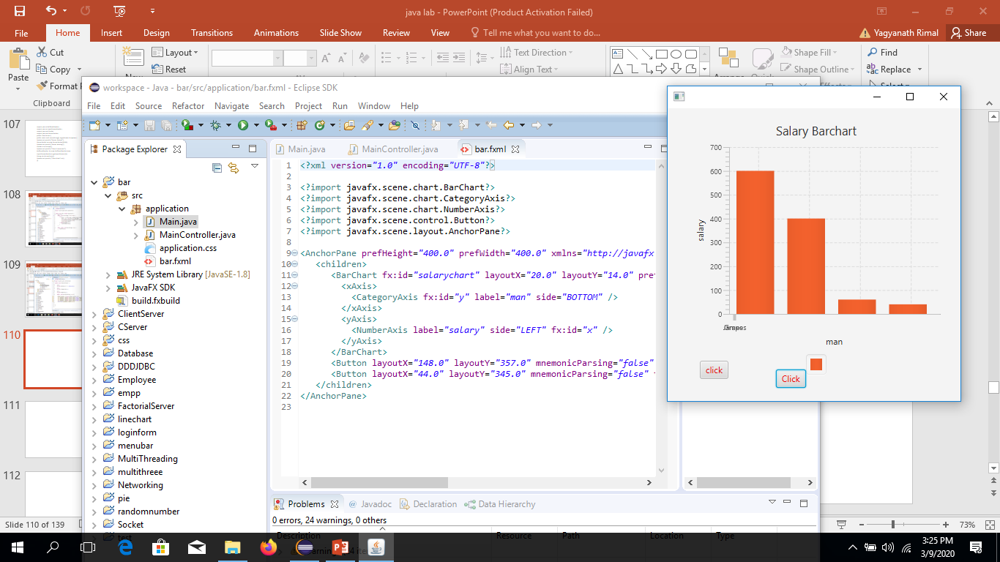 java lab - PowerPoint (Product Activation Failed)
File Home Insert Design Transitions Animations Slide Show Review View Tell me what you want to do... Yagyanath Rimal Share
Paste
Cut
Copy
Clipboard
Layout
Reset
Text Direction
Align Text
Shape Fill
Shape Outline
Find
Replace
107
108
109
110
111
112
workspace - Java - bar/src/application/bar.fxml - Eclipse SDK
File Edit Source Refactor Navigate Search Project Run Window Help
Package Explorer
bar
src
application
Main.java
MainController.java
application.css
bar.fxml
JRE System Library [JavaSE-1.8]
JavaFX SDK
build.fxbuild
ClientServer
CServer
css
Database
DDDJDBC
Employee
empp
FactorialServer
linechart
loginform
menubar
MultiThreading
multithreee
Networking
pie
randomnumber
Socket
test
Main.java MainController.java bar.fxml
1 <?xml version="1.0" encoding="UTF-8"?>
2
3 <?import javafx.scene.chart.BarChart?>
4 <?import javafx.scene.chart.CategoryAxis?>
5 <?import javafx.scene.chart.NumberAxis?>
6 <?import javafx.scene.control.Button?>
7 <?import javafx.scene.layout.AnchorPane?>
8
9 <AnchorPane prefHeight="400.0" prefWidth="400.0" xmlns="http://javafx
10 <children>
11 <BarChart fx:id="salarychart" layoutX="20.0" layoutY="14.0" pref
12 <xAxis>
13 <CategoryAxis fx:id="y" label="man" side="BOTTOM" />
14 </xAxis>
15 <yAxis>
16 <NumberAxis label="salary" side="LEFT" fx:id="x" />
17 </yAxis>
18 </BarChart>
19 <Button layoutX="148.0" layoutY="357.0" mnemonicParsing="false"
20 <Button layoutX="44.0" layoutY="345.0" mnemonicParsing="false"
21 </children>
22 </AnchorPane>
23
Problems Javadoc Declaration Data Hierarchy
0 errors, 24 warnings, 0 others
Description Resource Path Location Type
Salary Barchart
700
600
500
400
300
200
100
0
salary
man
click
Click
Slide 110 of 139
73%
3:25 PM
3/9/2020